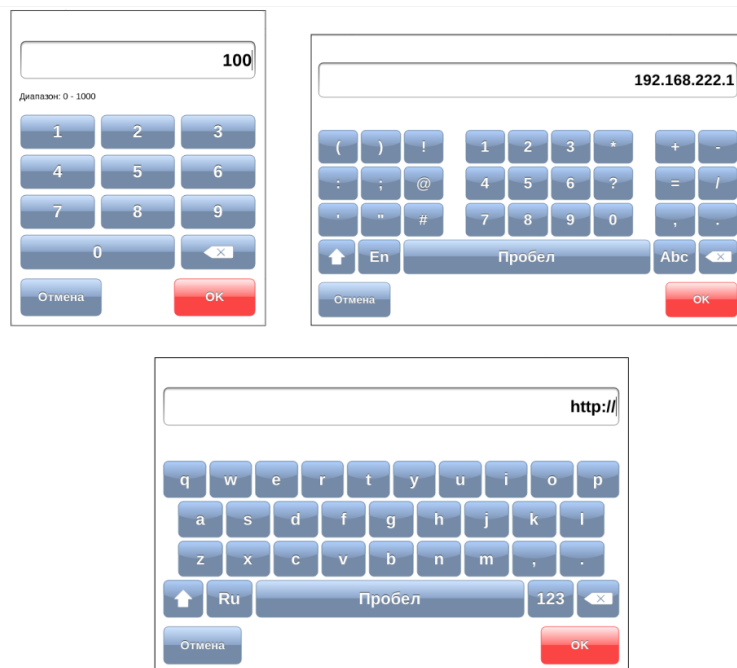 100
Диапазон: 0 - 1000
1 2 3
4 5 6
7 8 9
0
Отмена OK
192.168.222.1
( ) ! 1 2 3 * + -
: ; @ 4 5 6 ? = /
' " # 7 8 9 0 , .
En Пробел Abc
Отмена OK
http://
q w e r t y u i o p
a s d f g h j k l
z x c v b n m , .
Ru Пробел 123
Отмена OK